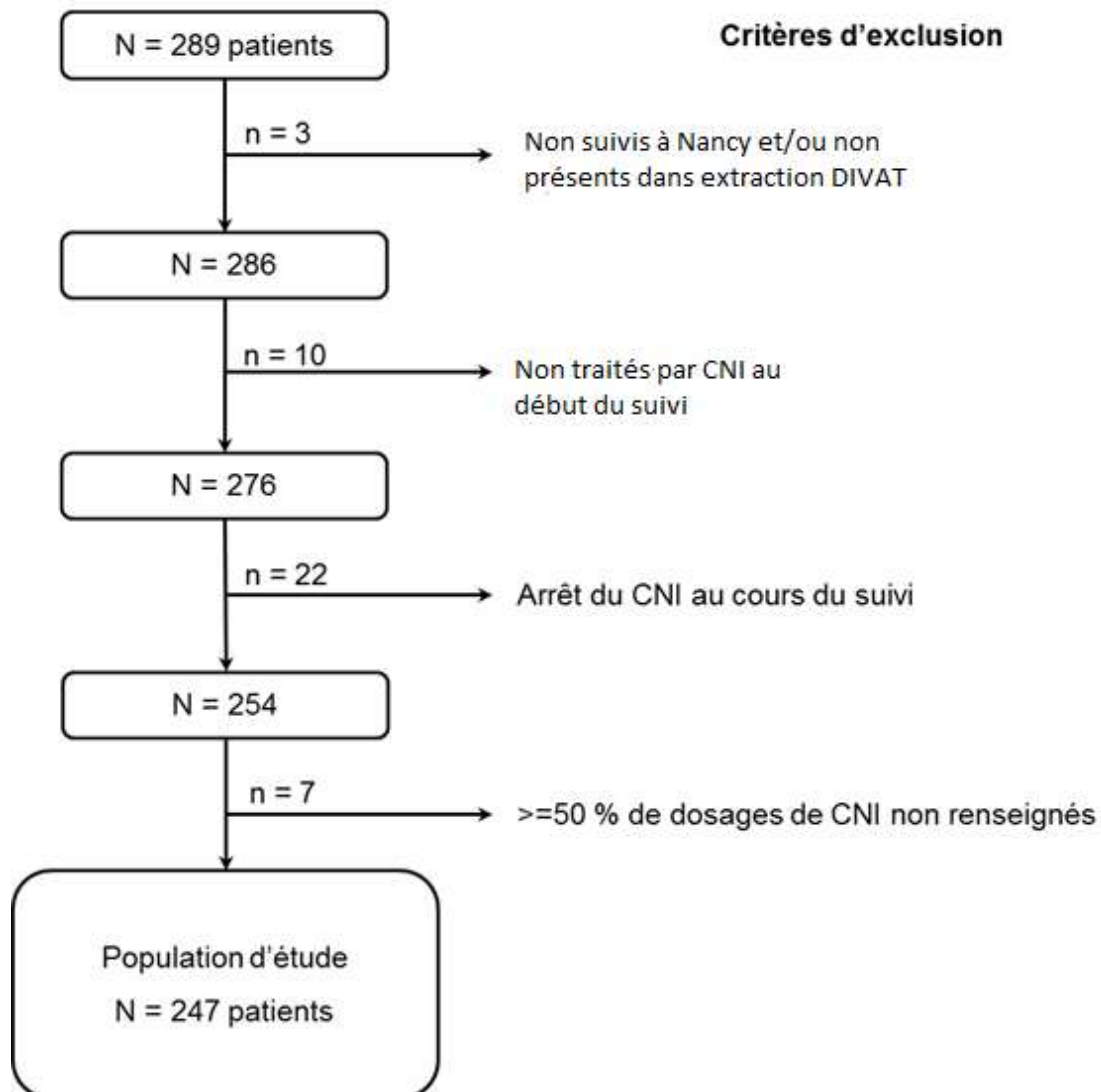 N = 289 patients
Critères d'exclusion
n = 3
Non suivis à Nancy et/ou non
présents dans extraction DIVAT
N = 286
n = 10
Non traités par CNI au
début du suivi
N = 276
n = 22
Arrêt du CNI au cours du suivi
N = 254
n = 7
>=50 % de dosages de CNI non renseignés
Population d'étude
N = 247 patients